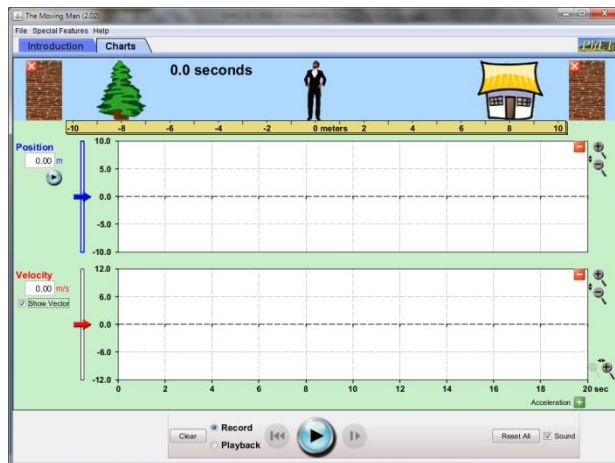 The Moving Man (2.02)
File Special Features Help
Introduction Charts
PhET
0.0 seconds
-10 -8 -6 -4 -2 0 meters 2 4 6 8 10
Position
0.00 m
10.0
5.0
0.0
-5.0
-10.0
Velocity
0.00 m/s
Show Vector
12.0
6.0
0.0
-6.0
-12.0
0 2 4 6 8 10 12 14 16 18 20 sec
Acceleration
Clear
Record
Playback
Reset All
Sound